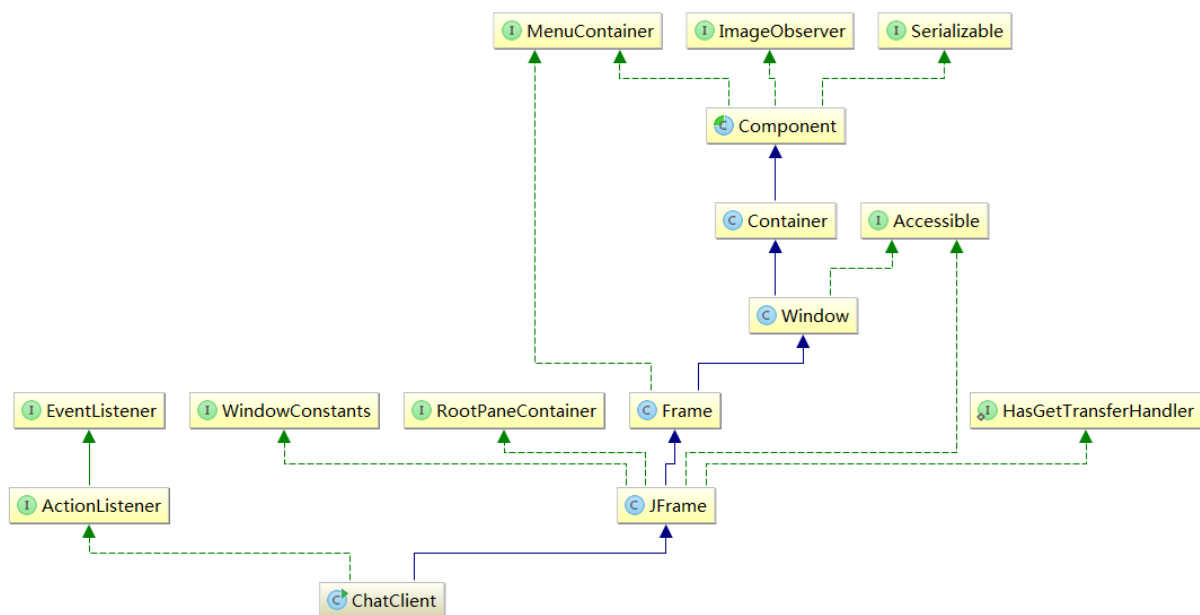 I MenuContainer
I ImageObserver
I Serializable
C Component
C Container
I Accessible
C Window
I EventListener
I WindowConstants
I RootPaneContainer
C Frame
I HasGetTransferHandler
I ActionListener
C JFrame
C ChatClient